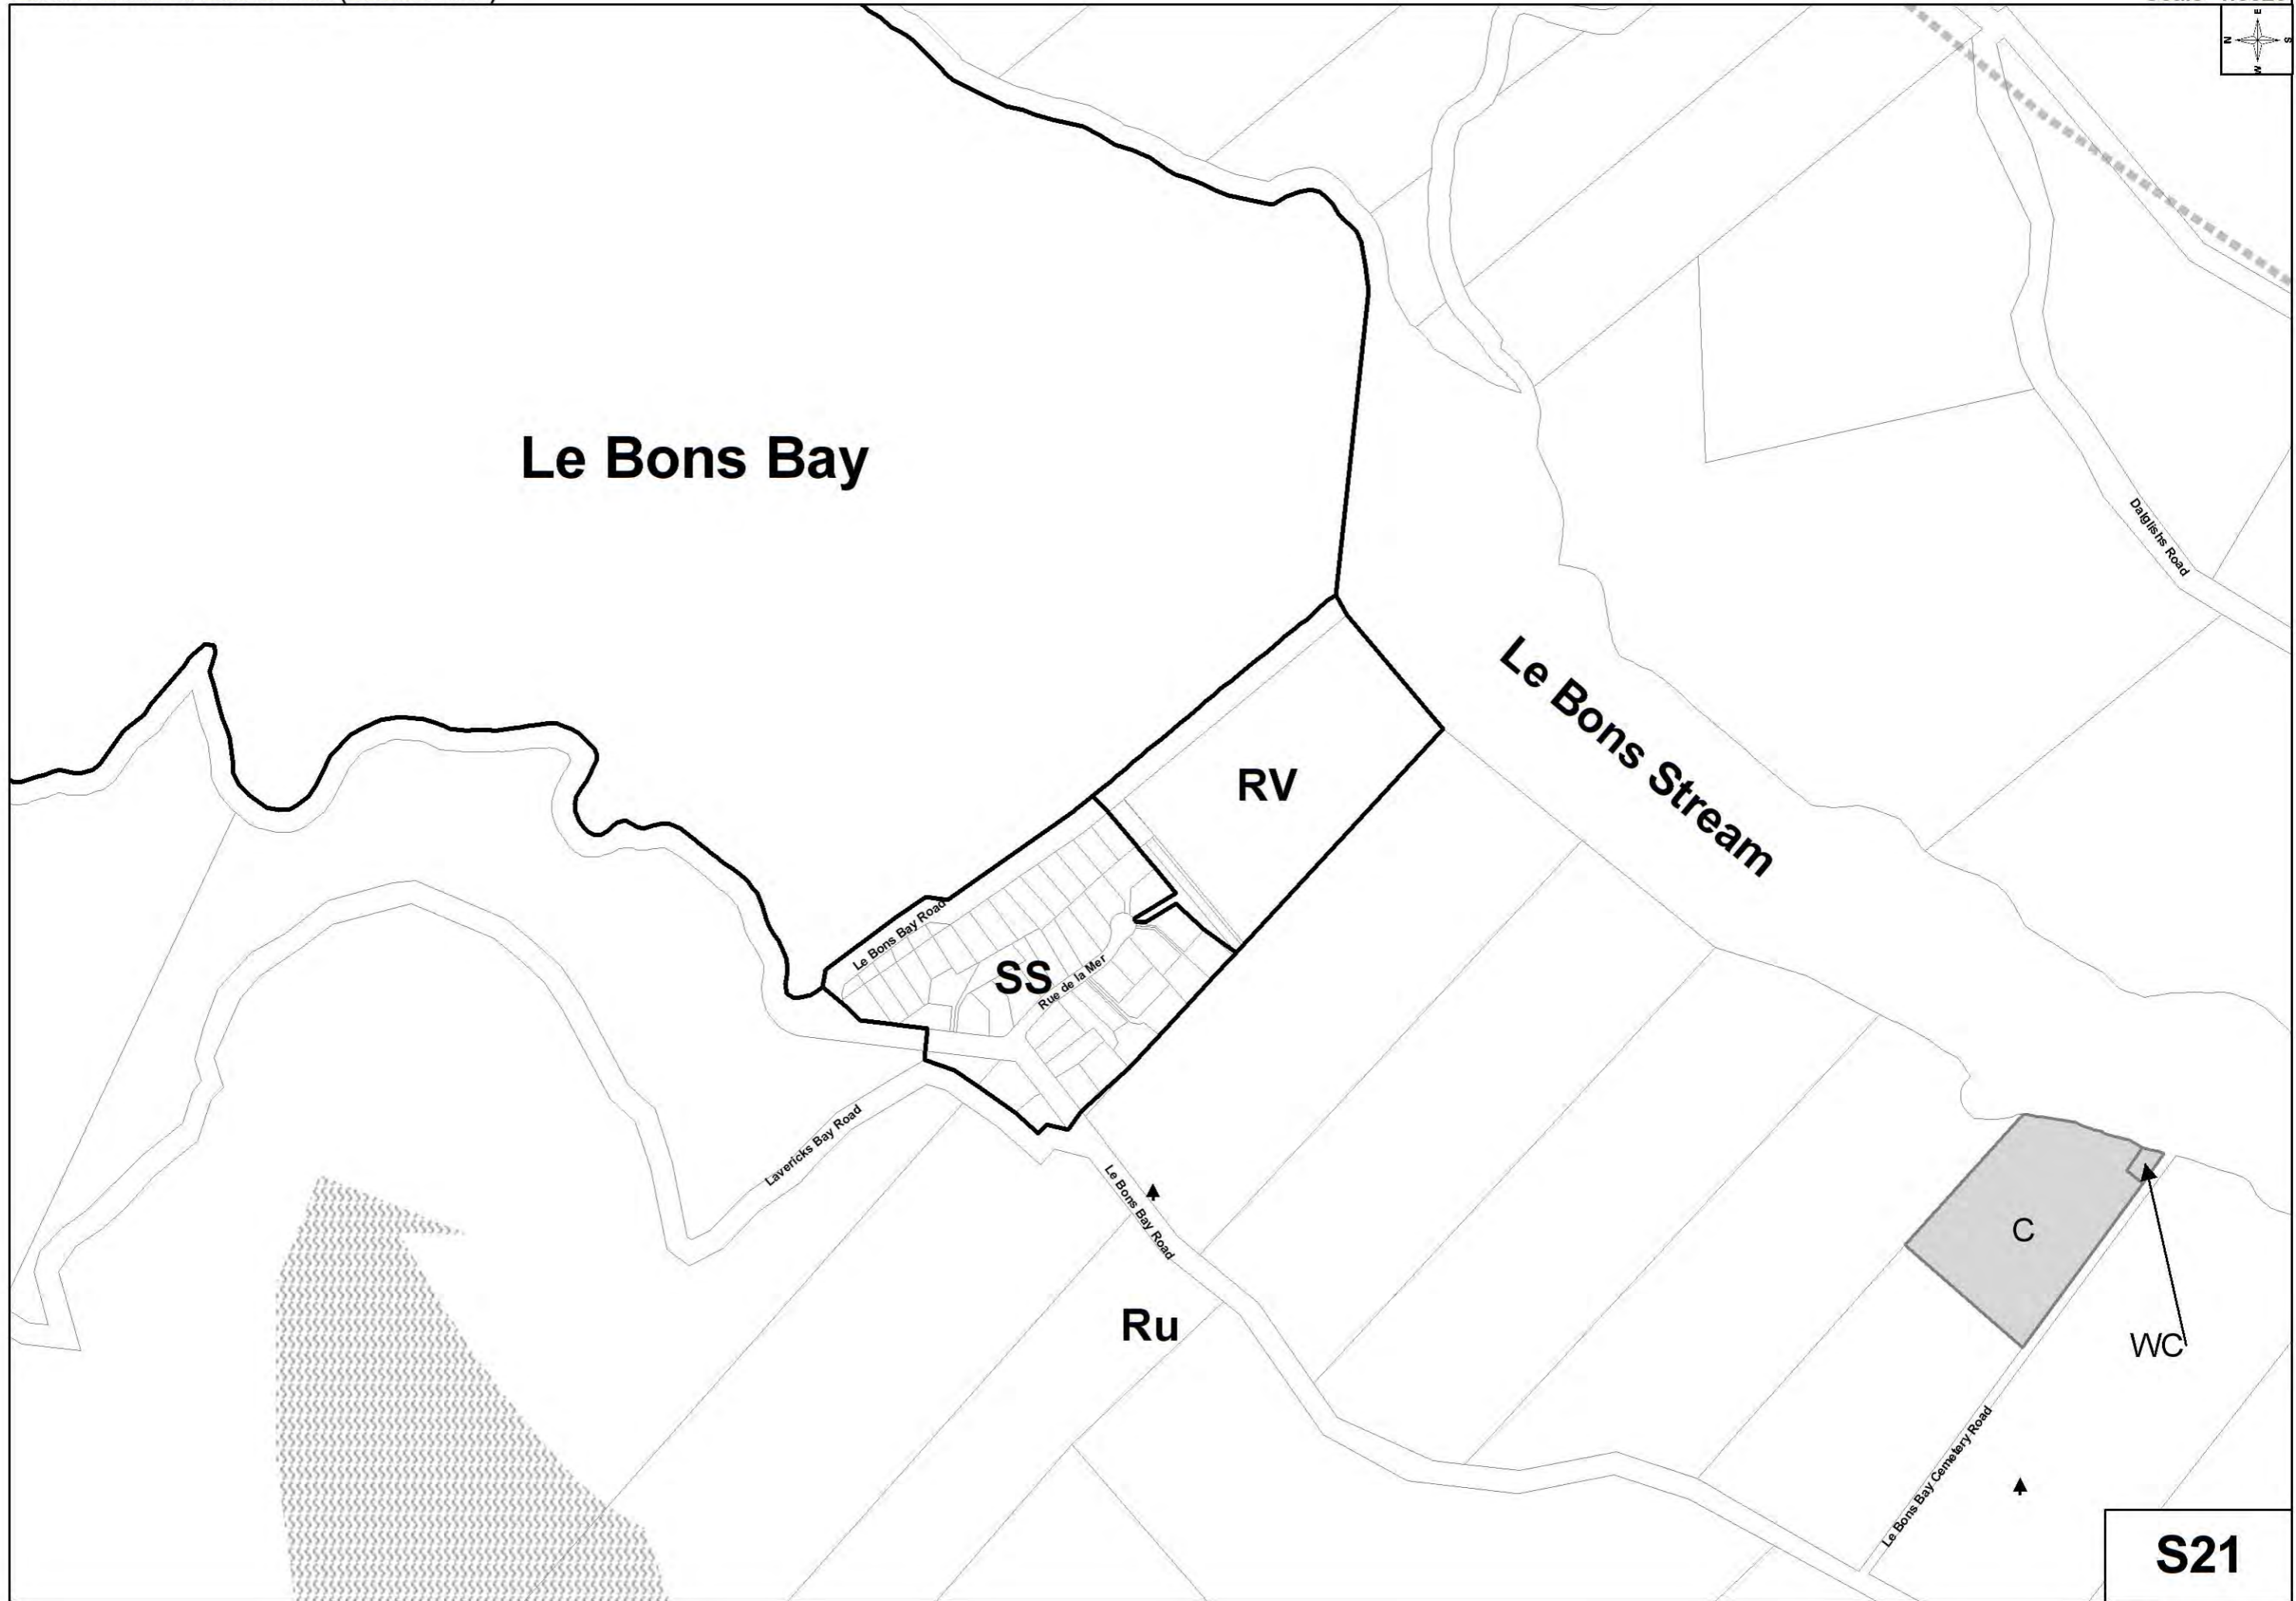 E
N
S
W
Le Bons Bay
Dalglishs Road
Le Bons Stream
RV
Le Bons Bay Road
SS
Rue de la Mer
Lavericks Bay Road
Le Bons Bay Road
C
Ru
WC
Le Bons Bay Cemetery Road
S21